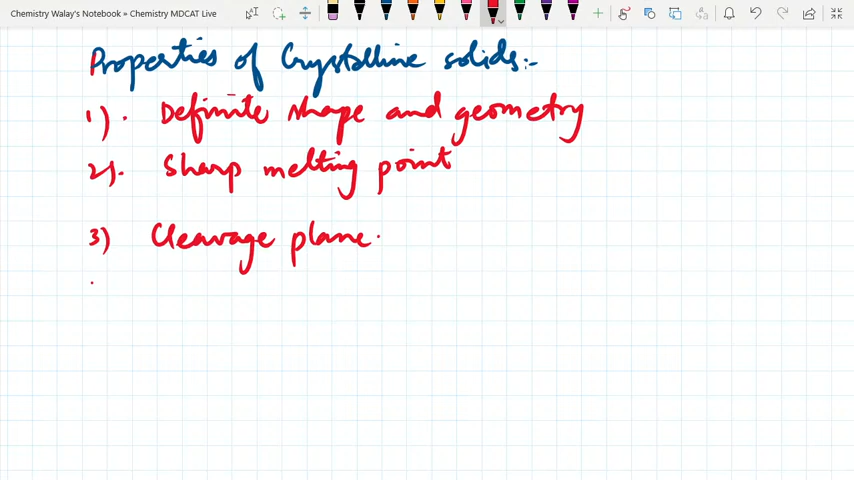 Chemistry Walay's Notebook » Chemistry MDCAT Live
Properties of Crystalline solids:-
1). Definite shape and geometry
2). Sharp melting point
3) Cleavage plane.